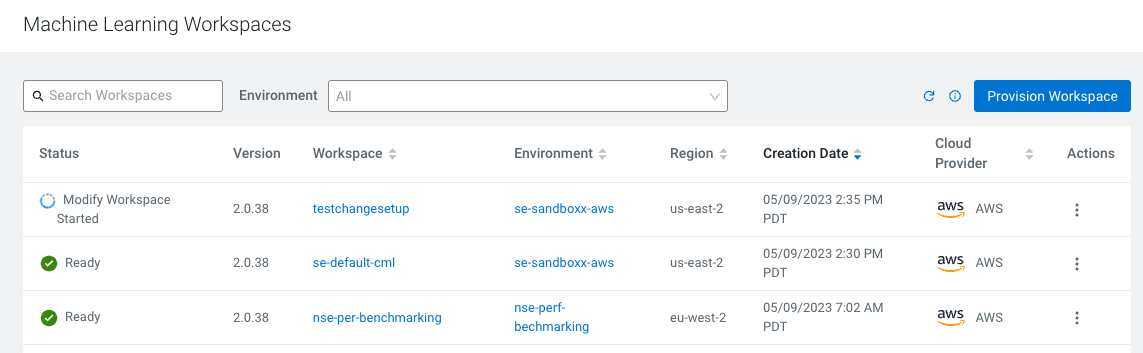 Machine Learning Workspaces
Search Workspaces Environment All Provision Workspace
Status Version Workspace Environment Region Creation Date Cloud Provider Actions
Modify Workspace Started 2.0.38 testchangesetup se-sandboxx-aws us-east-2 05/09/2023 2:35 PM PDT aws AWS
Ready 2.0.38 se-default-cml se-sandboxx-aws us-east-2 05/09/2023 2:30 PM PDT aws AWS
Ready 2.0.38 nse-per-benchmarking nse-perf-bechmarking eu-west-2 05/09/2023 7:02 AM PDT aws AWS